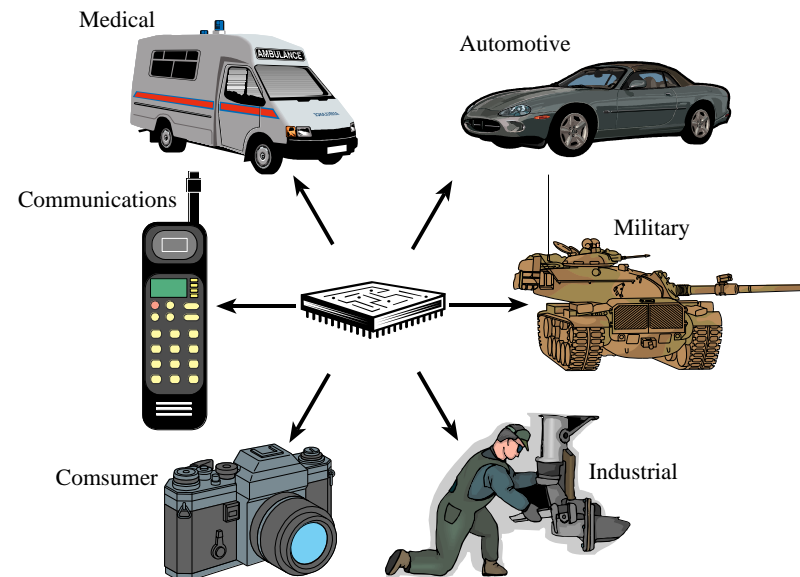 Medical
AMBULANCE
Automotive
Communications
Military
Comsumer
Industrial